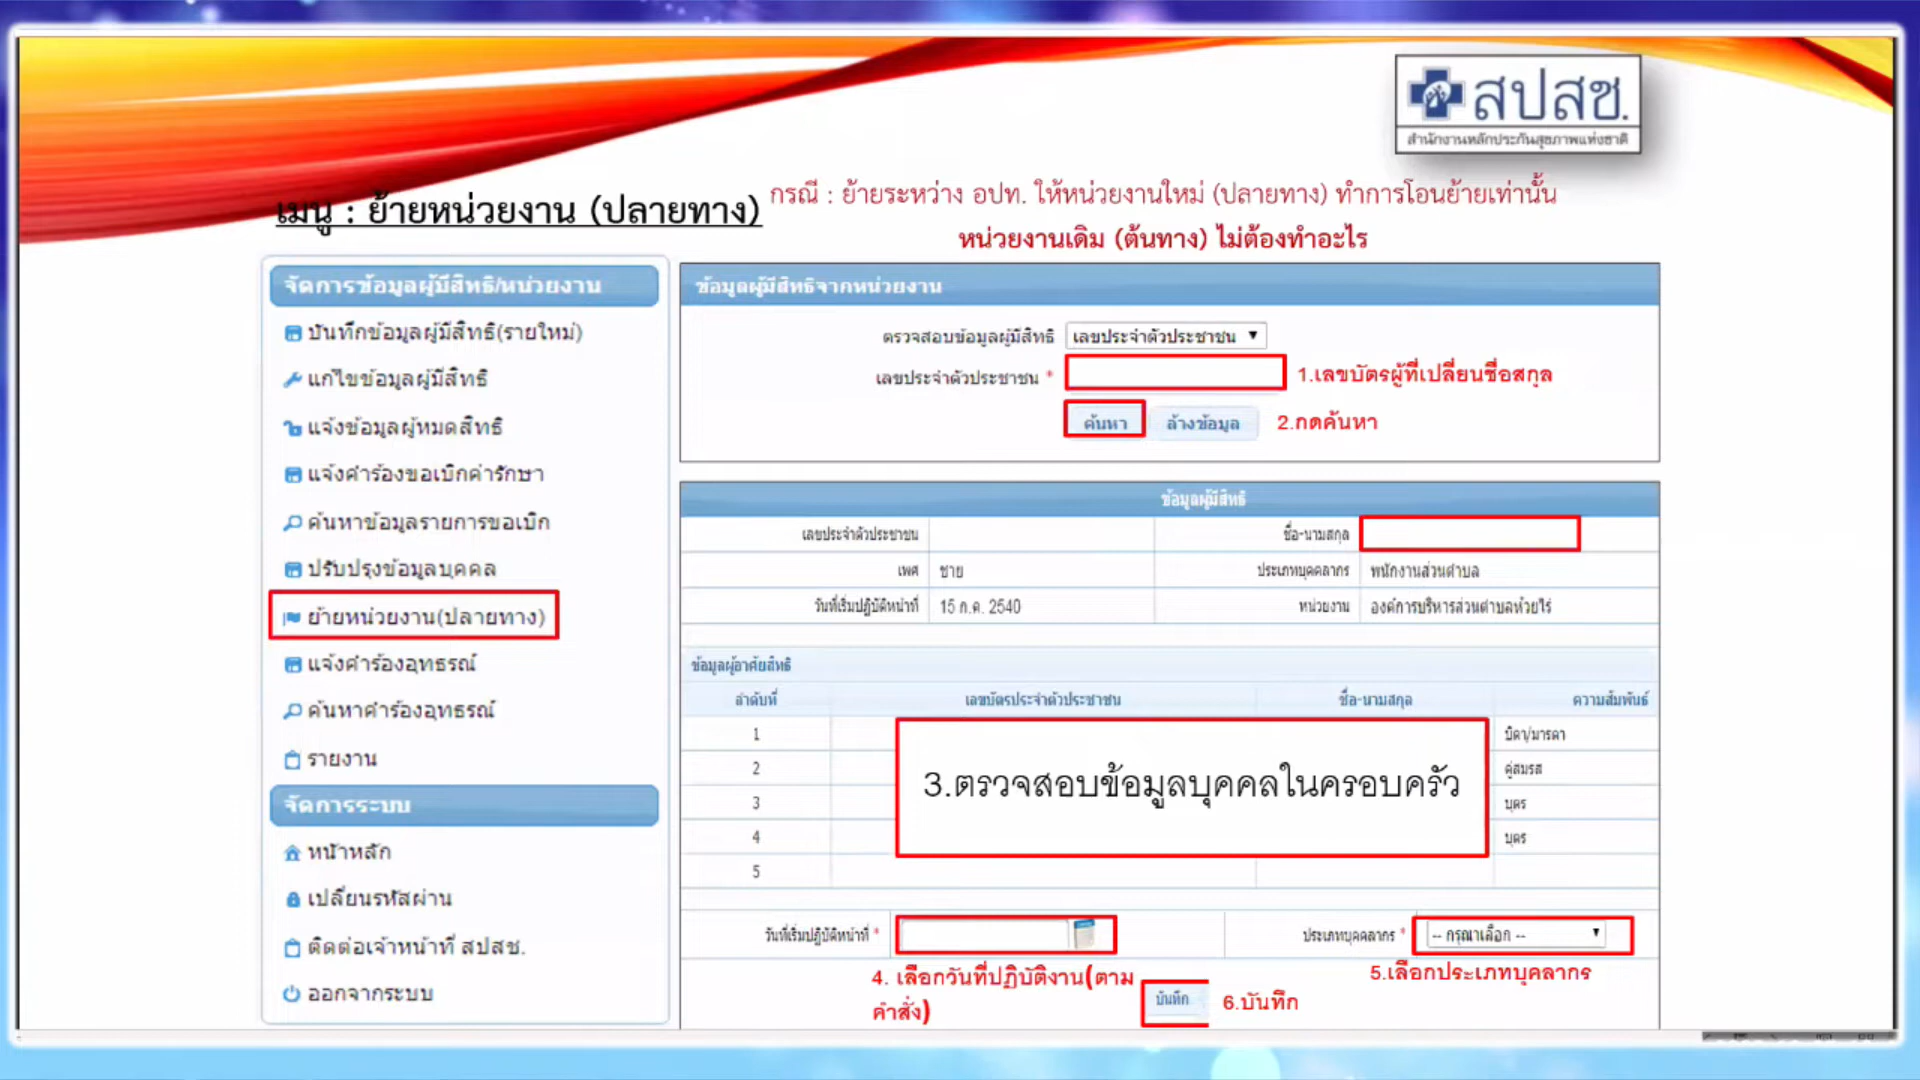 สปสช.
สำนักงานหลักประกันสุขภาพแห่งชาติ
เมนู : ย้ายหน่วยงาน (ปลายทาง)
กรณี : ย้ายระหว่าง อปท. ให้หน่วยงานใหม่ (ปลายทาง) ทำการโอนย้ายเท่านั้น
หน่วยงานเดิม (ต้นทาง) ไม่ต้องทำอะไร
จัดการข้อมูลผู้มีสิทธิ/หน่วยงาน
บันทึกข้อมูลผู้มีสิทธิ(รายใหม่)
แก้ไขข้อมูลผู้มีสิทธิ
แจ้งข้อมูลผู้หมดสิทธิ
แจ้งคำร้องขอเบิกค่ารักษา
ค้นหาข้อมูลรายการขอเบิก
ปรับปรุงข้อมูลบุคคล
ย้ายหน่วยงาน(ปลายทาง)
แจ้งคำร้องอุทธรณ์
ค้นหาคำร้องอุทธรณ์
รายงาน
จัดการระบบ
หน้าหลัก
เปลี่ยนรหัสผ่าน
ติดต่อเจ้าหน้าที่ สปสช.
ออกจากระบบ
ข้อมูลผู้มีสิทธิจากหน่วยงาน
ตรวจสอบข้อมูลผู้มีสิทธิ เลขประจำตัวประชาชน
เลขประจำตัวประชาชน * 1.เลขบัตรผู้ที่เปลี่ยนชื่อสกุล
ค้นหา ล้างข้อมูล 2.กดค้นหา
ข้อมูลผู้มีสิทธิ
เลขประจำตัวประชาชน ชื่อ-นามสกุล
เพศ ชาย ประเภทบุคคลากร พนักงานส่วนตำบล
วันที่เริ่มปฏิบัติหน้าที่ 15 ก.ค. 2540 หน่วยงาน องค์การบริหารส่วนตำบลห้วยไร่
ข้อมูลผู้อาศัยสิทธิ
ลำดับที่ เลขบัตรประจำตัวประชาชน ชื่อ-นามสกุล ความสัมพันธ์
1 บิดา/มารดา
2 คู่สมรส
3.ตรวจสอบข้อมูลบุคคลในครอบครัว
3 บุตร
4 บุตร
5
วันที่เริ่มปฏิบัติหน้าที่ * ประเภทบุคคลากร * -- กรุณาเลือก --
4. เลือกวันที่ปฏิบัติงาน(ตาม
คำสั่ง)
5.เลือกประเภทบุคลากร
บันทึก 6.บันทึก